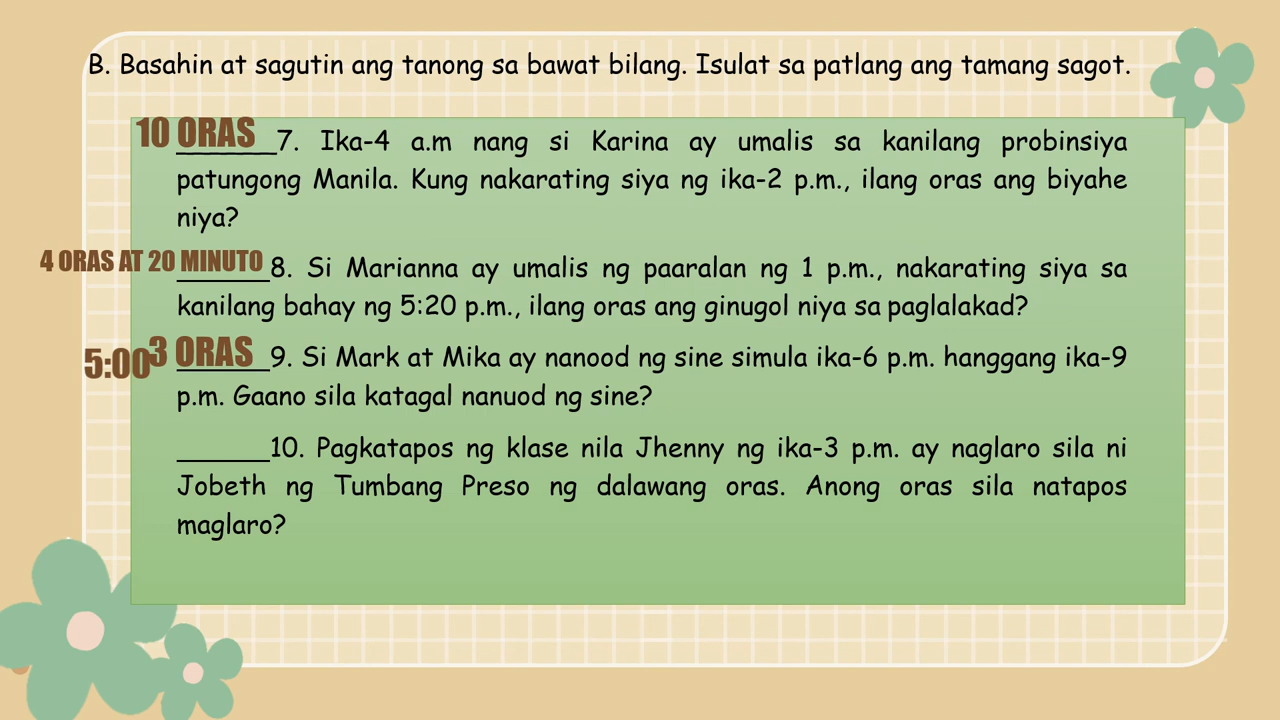 B. Basahin at sagutin ang tanong sa bawat bilang. Isulat sa patlang ang tamang sagot.
10 ORAS
______7. Ika-4 a.m nang si Karina ay umalis sa kanilang probinsiya
patungong Manila. Kung nakarating siya ng ika-2 p.m., ilang oras ang biyahe
niya?
4 ORAS AT 20 MINUTO
______8. Si Marianna ay umalis ng paaralan ng 1 p.m., nakarating siya sa
kanilang bahay ng 5:20 p.m., ilang oras ang ginugol niya sa paglalakad?
3 ORAS
5:00
______9. Si Mark at Mika ay nanood ng sine simula ika-6 p.m. hanggang ika-9
p.m. Gaano sila katagal nanuod ng sine?
______10. Pagkatapos ng klase nila Jhenny ng ika-3 p.m. ay naglaro sila ni
Jobeth ng Tumbang Preso ng dalawang oras. Anong oras sila natapos
maglaro?